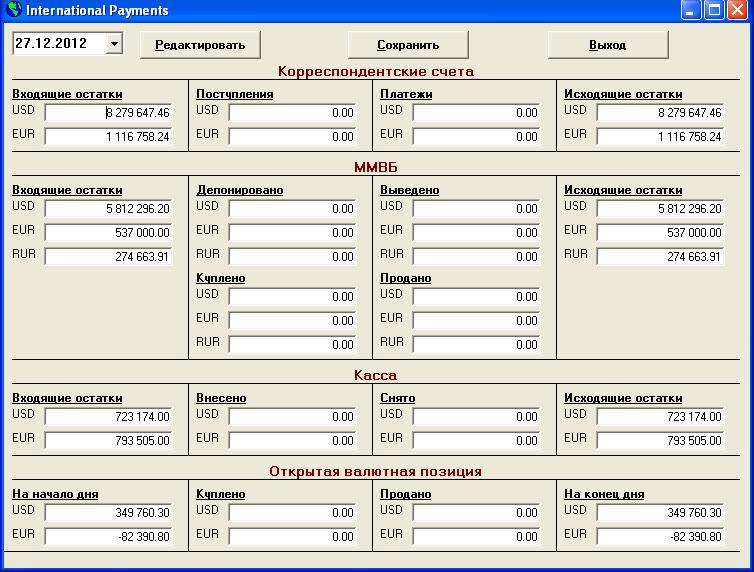 International Payments
27.12.2012 Редактировать Сохранить Выход
Корреспондентские счета
Входящие остатки Поступления Платежи Исходящие остатки
USD 8 279 647.46 USD 0.00 USD 0.00 USD 8 279 647.46
EUR 1 116 758.24 EUR 0.00 EUR 0.00 EUR 1 116 758.24
ММВБ
Входящие остатки Депонировано Выведено Исходящие остатки
USD 5 812 296.20 USD 0.00 USD 0.00 USD 5 812 296.20
EUR 537 000.00 EUR 0.00 EUR 0.00 EUR 537 000.00
RUR 274 663.91 RUR 0.00 RUR 0.00 RUR 274 663.91
Куплено Продано
USD 0.00 USD 0.00
EUR 0.00 EUR 0.00
RUR 0.00 RUR 0.00
Касса
Входящие остатки Внесено Снято Исходящие остатки
USD 723 174.00 USD 0.00 USD 0.00 USD 723 174.00
EUR 793 505.00 EUR 0.00 EUR 0.00 EUR 793 505.00
Открытая валютная позиция
На начало дня Куплено Продано На конец дня
USD 349 760.30 USD 0.00 USD 0.00 USD 349 760.30
EUR -82 390.80 EUR 0.00 EUR 0.00 EUR -82 390.80